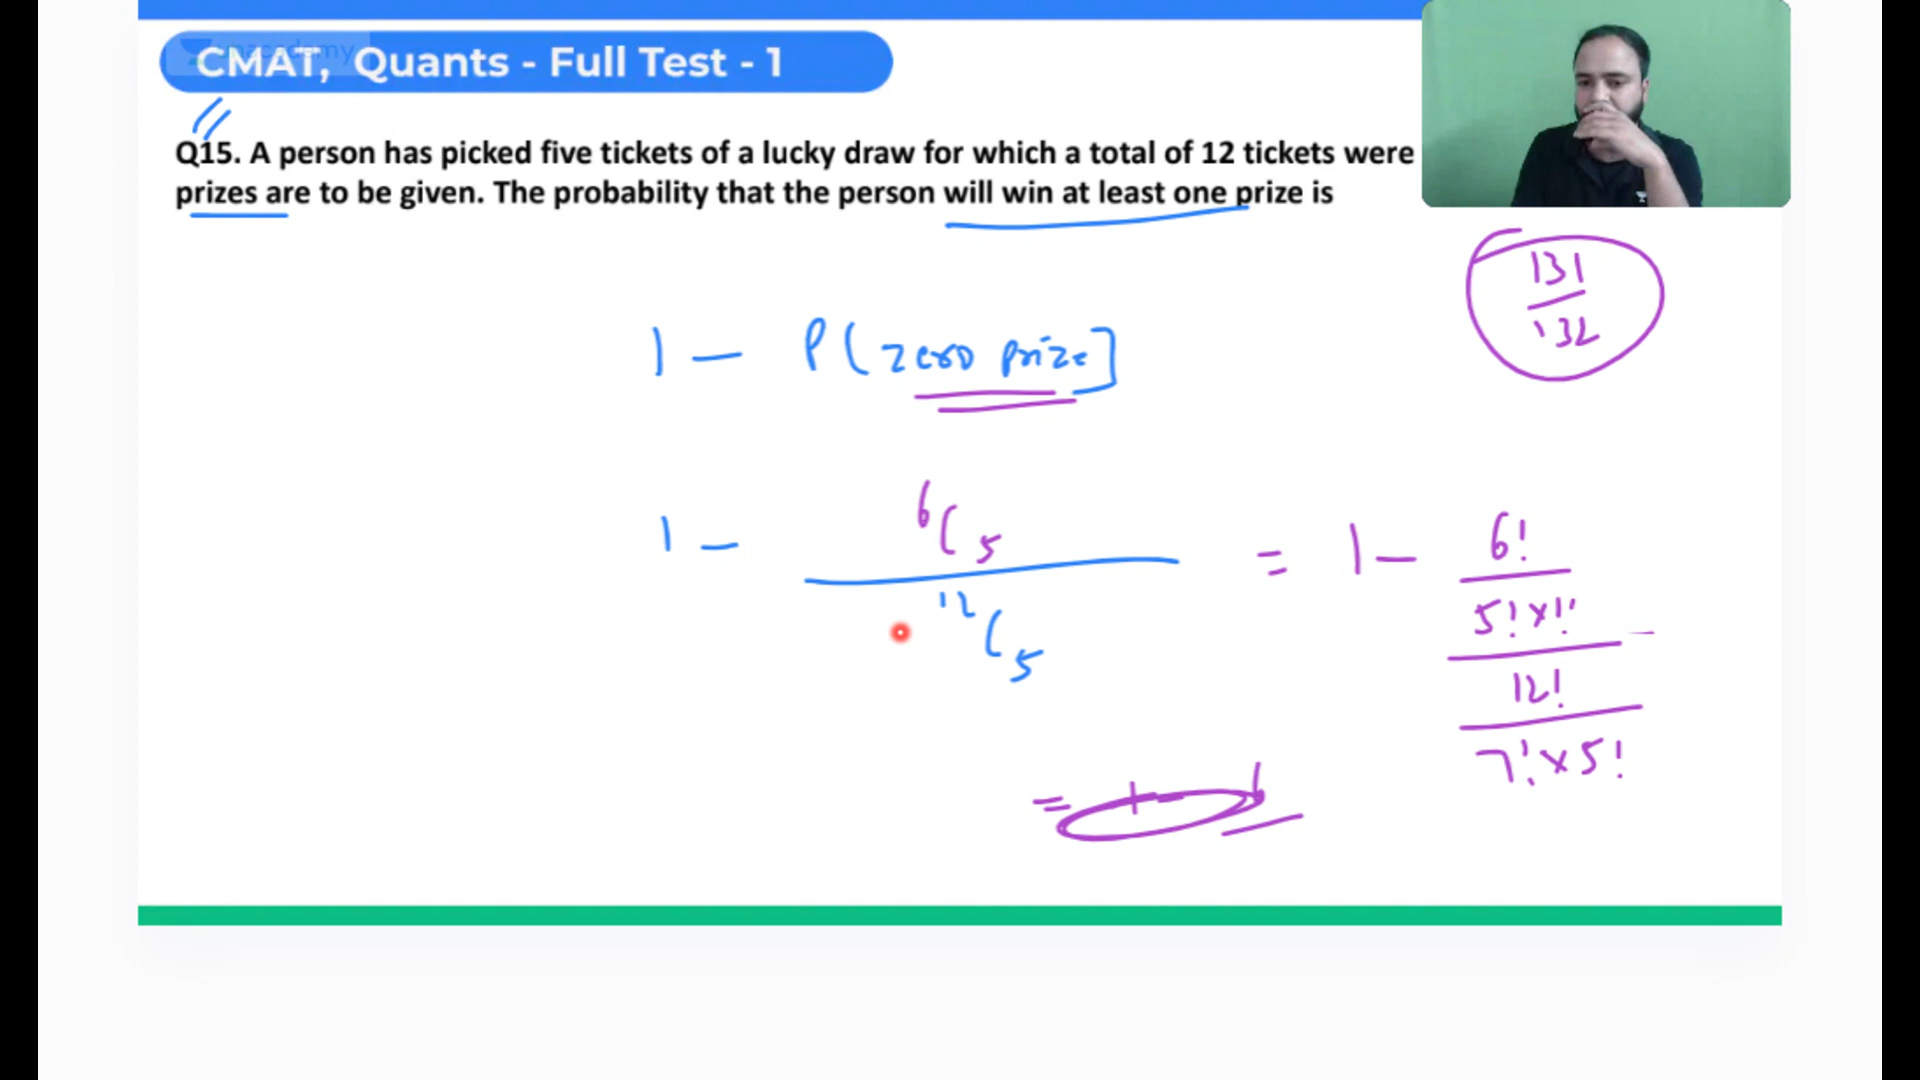 CMAT, Quants - Full Test - 1
Q15. A person has picked five tickets of a lucky draw for which a total of 12 tickets were
prizes are to be given. The probability that the person will win at least one prize is
131
132
1 - P (zero prize]
1 - 6C5 = 1 - 6!
5! x 1!
12C5
12!
7! x 5!
=